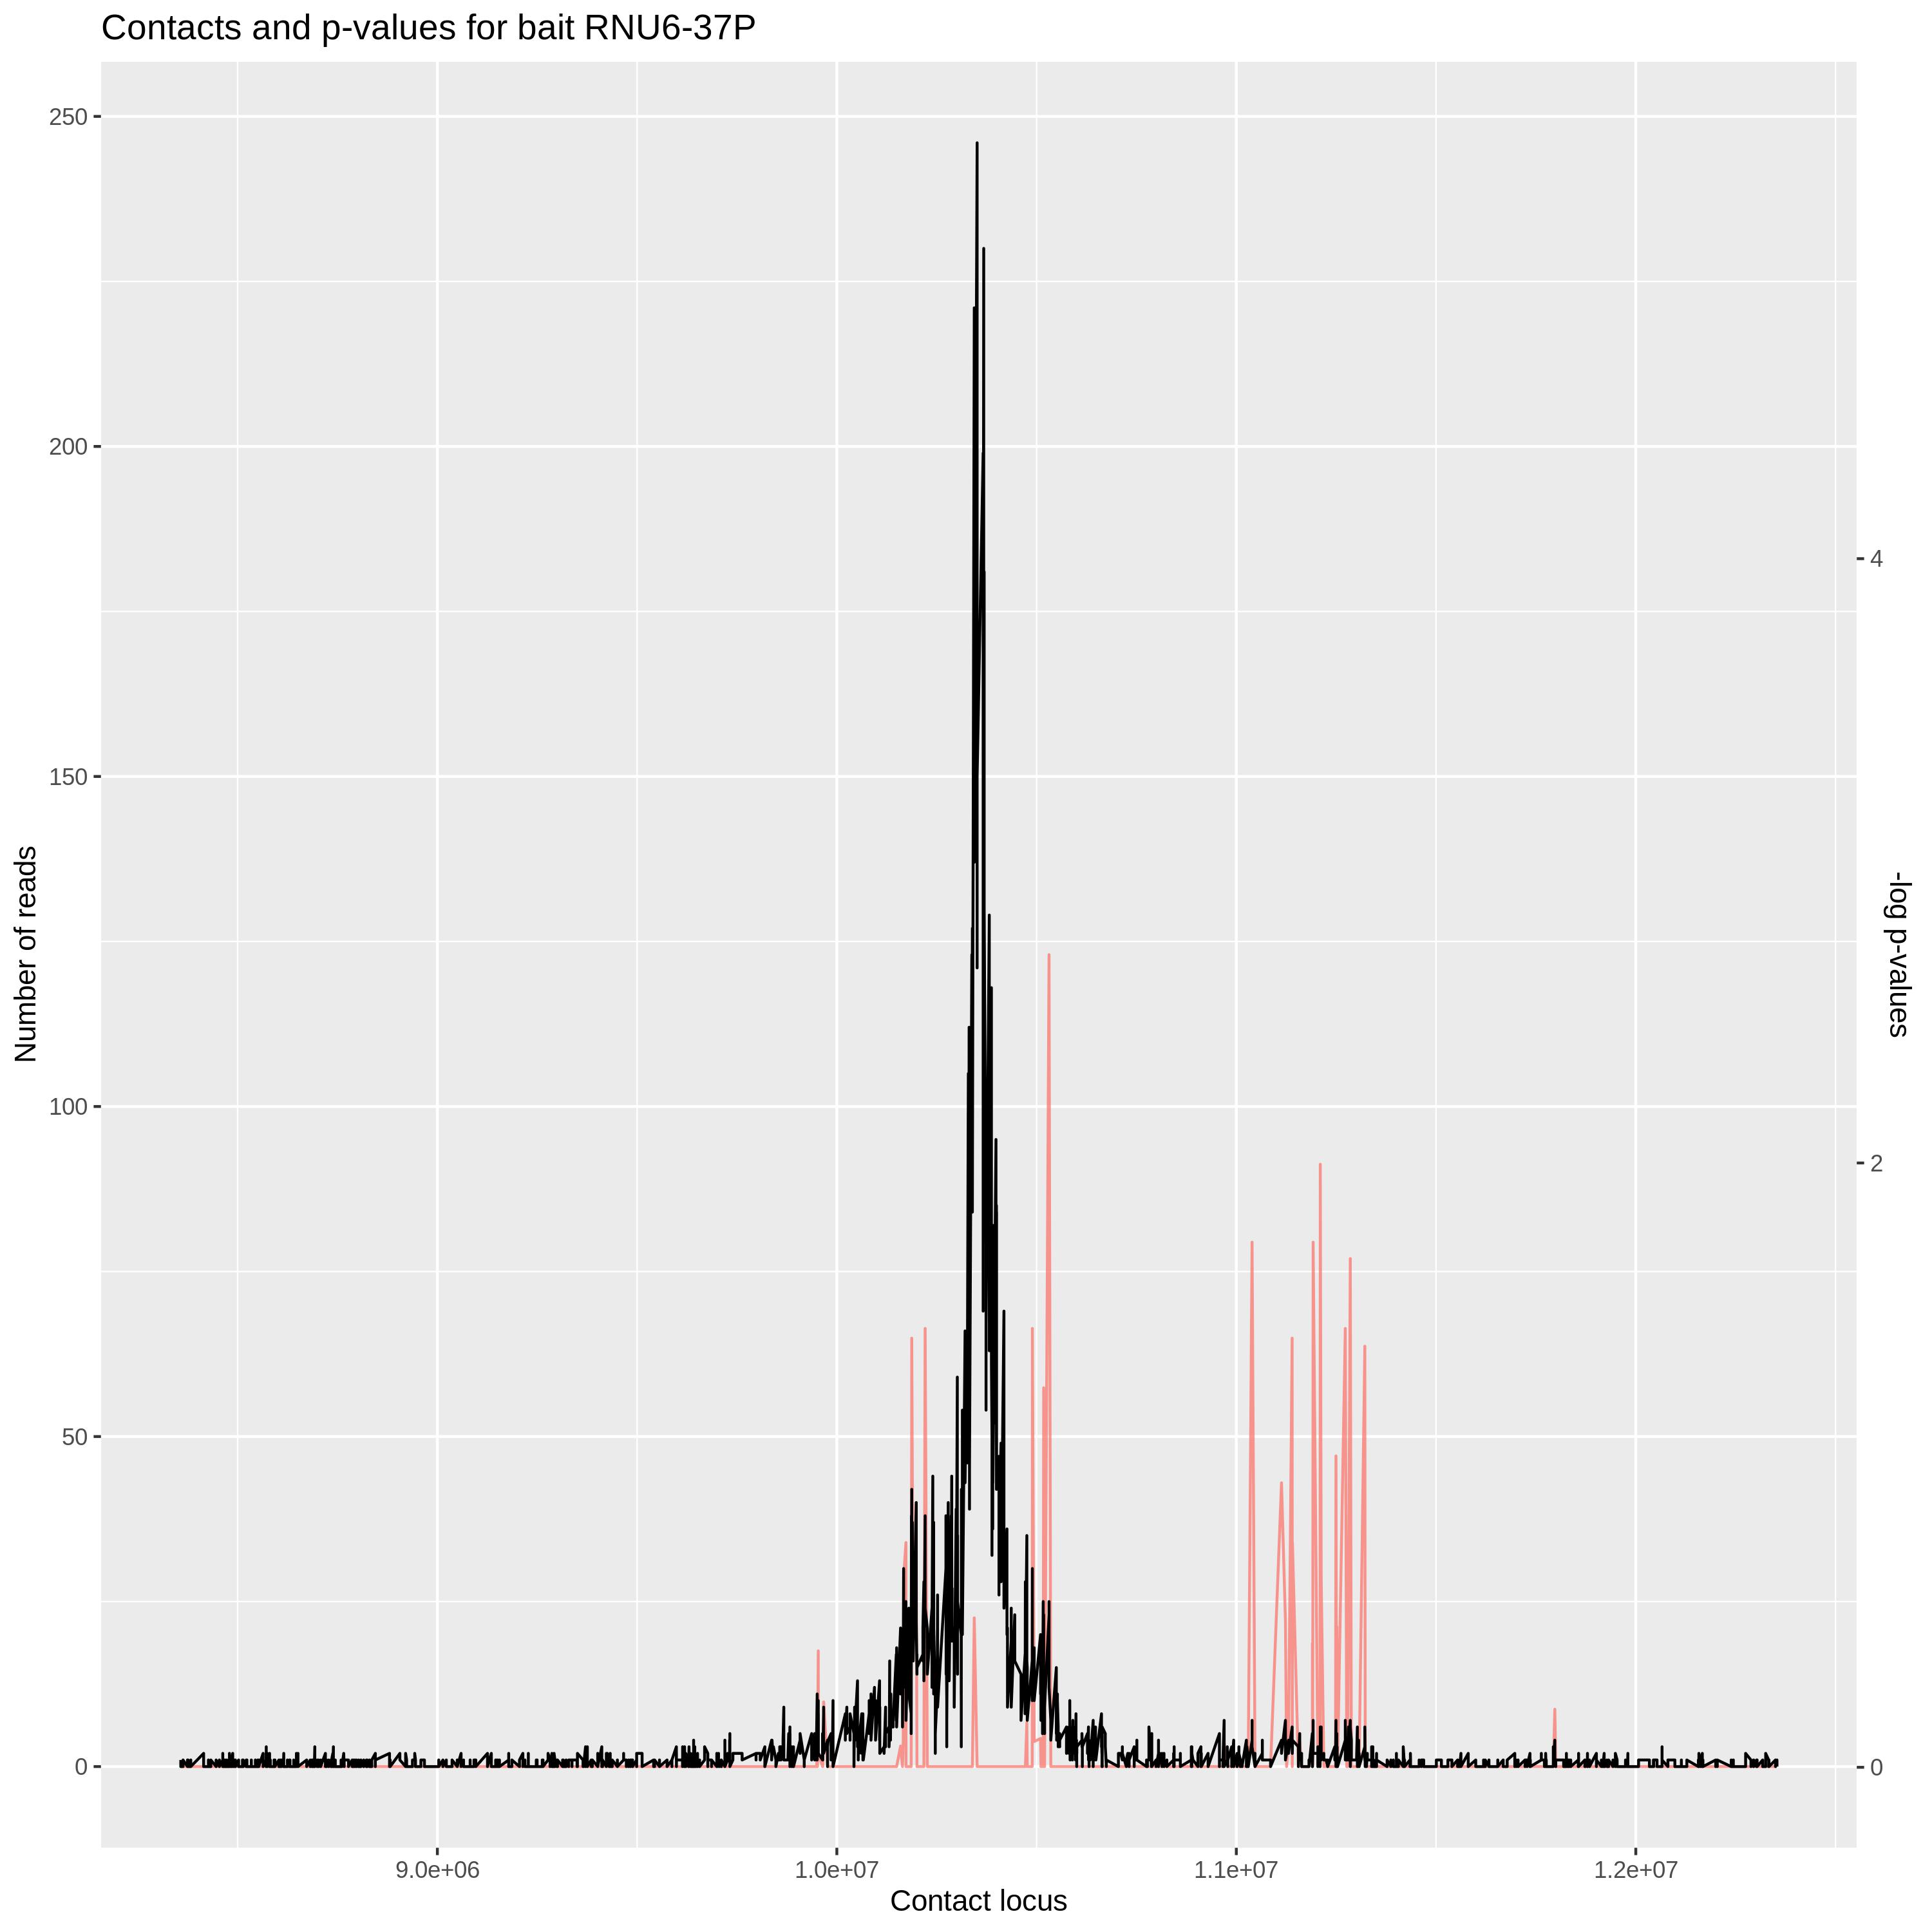 Contacts and p-values for bait RNU6-37P
250
200
150
100
50
0
Number of reads
4
2
0
-log p-values
9.0e+06
1.0e+07
1.1e+07
1.2e+07
Contact locus